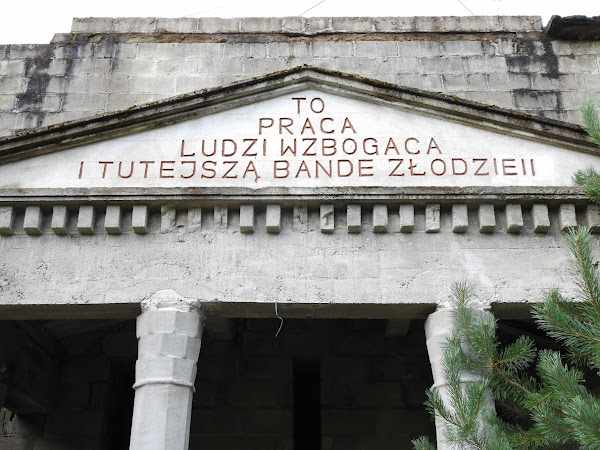 TO
PRACA
LUDZI WZBOGACA
I TUTEJSZĄ BANDE ZŁODZIEII